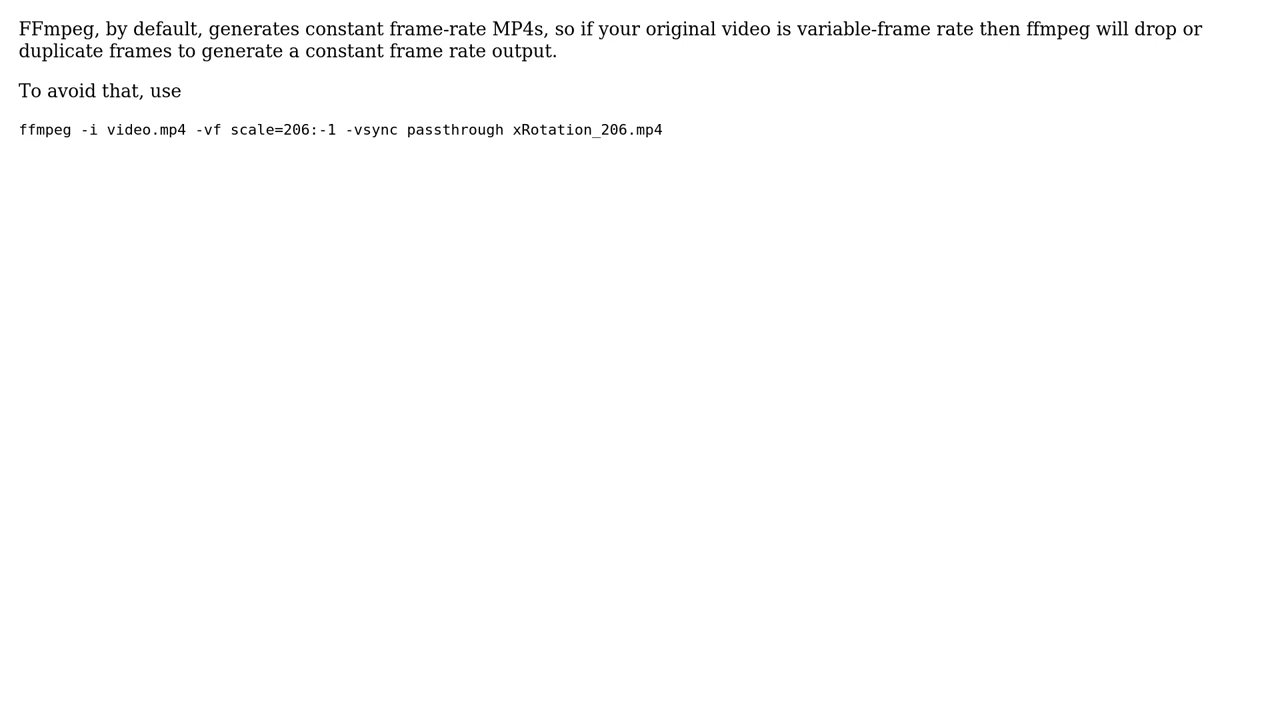 FFmpeg, by default, generates constant frame-rate MP4s, so if your original video is variable-frame rate then ffmpeg will drop or
duplicate frames to generate a constant frame rate output.
To avoid that, use
ffmpeg -i video.mp4 -vf scale=206:-1 -vsync passthrough xRotation_206.mp4